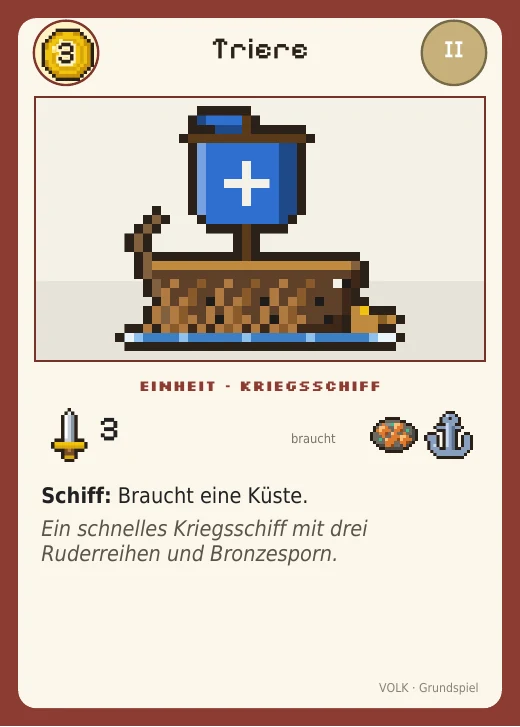 3
Triere
II
EINHEIT · KRIEGSSCHIFF
3
braucht
Schiff: Braucht eine Küste.
Ein schnelles Kriegsschiff mit drei
Ruderreihen und Bronzesporn.
VOLK · Grundspiel